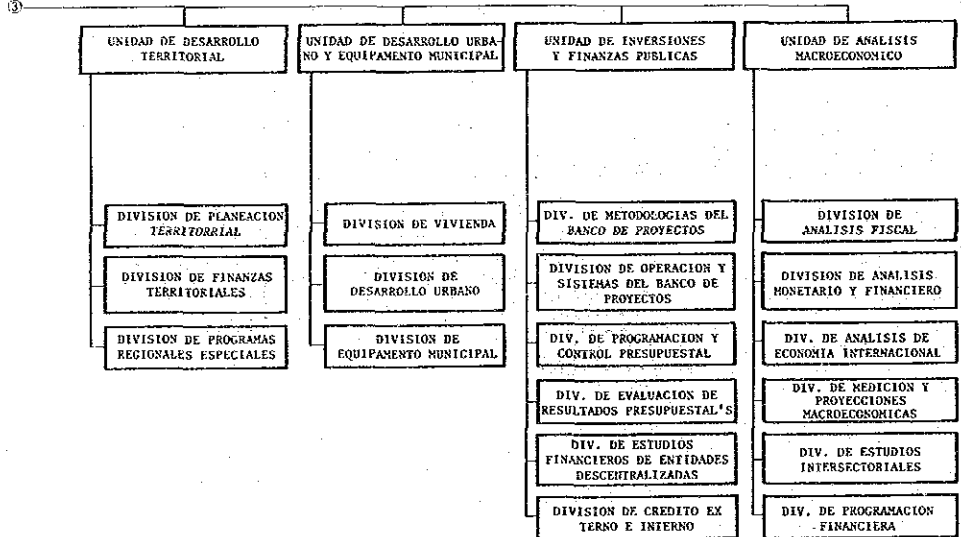 ③
UNIDAD DE DESARROLLO
TERRITORIAL
UNIDAD DE DESARROLLO URBA-
NO Y EQUIPAMENTO MUNICIPAL
UNIDAD DE INVERSIONES
Y FINANZAS PUBLICAS
UNIDAD DE ANALISIS
MACROECONOMICO
DIVISION DE PLANEACION
TERRITORRIAL
DIVISION DE FINANZAS
TERRITORIALES
DIVISION DE PROGRAMAS
REGIONALES ESPECIALES
DIVISION DE VIVIENDA
DIVISION DE
DESARROLLO URBANO
DIVISION DE
EQUIPAMENTO MUNICIPAL
DIV. DE METODOLOGIAS DEL
BANCO DE PROYECTOS
DIVISION DE OPERACION Y
SISTEMAS DEL BANCO DE
PROYECTOS
DIV. DE PROGRAMACION Y
CONTROL PRESUPUESTAL
DIV. DE EVALUACION DE
RESULTADOS PRESUPUESTAL'S
DIV. DE ESTUDIOS
FINANCIEROS DE ENTIDADES
DESCENTRALIZADAS
DIVISION DE CREDITO EX
TERNO E INTERNO
DIVISION DE
ANALISIS FISCAL
DIVISION DE ANALISIS
MONETARIO Y FINANCIERO
DIV. DE ANALISIS DE
ECONOMIA INTERNACIONAL
DIV. DE MEDICION Y
PROYECCIONES
MACROECONOMICAS
DIV. DE ESTUDIOS
INTERSECTORIALES
DIV. DE PROGRAMACION
FINANCIERA